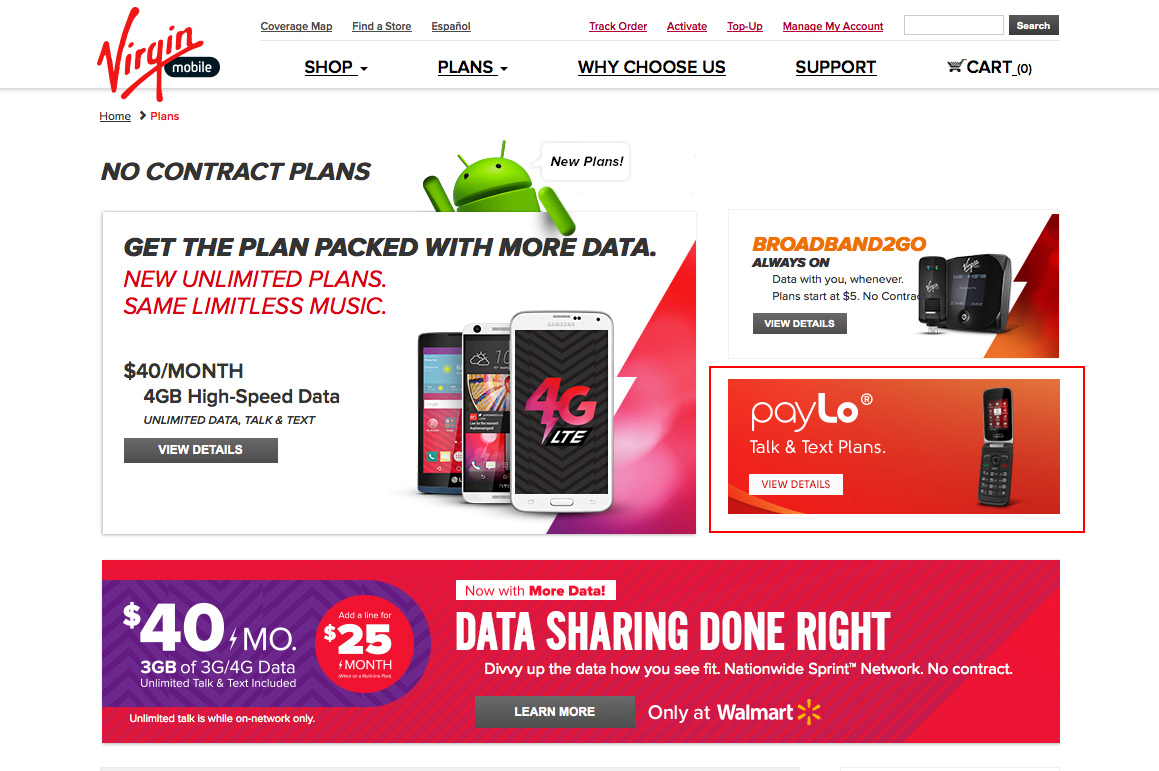 Virgin
mobile
Coverage Map Find a Store Español
Track Order Activate Top-Up Manage My Account Search
SHOP PLANS WHY CHOOSE US SUPPORT CART (0)
Home Plans
NO CONTRACT PLANS
New Plans!
GET THE PLAN PACKED WITH MORE DATA.
NEW UNLIMITED PLANS.
SAME LIMITLESS MUSIC.
$40/MONTH
4GB High-Speed Data
UNLIMITED DATA, TALK & TEXT
VIEW DETAILS
SAMSUNG
4G
LTE
BROADBAND2GO
ALWAYS ON
Data with you, whenever.
Plans start at $5. No Contrac
VIEW DETAILS
Virgin
Virgin
payLo®
Talk & Text Plans.
VIEW DETAILS
$40/MO.
3GB of 3G/4G Data
Unlimited Talk & Text Included
Add a line for
$25
MONTH
(When on a Multi-line Plan)
Unlimited talk is while on-network only.
Now with More Data!
DATA SHARING DONE RIGHT
Divvy up the data how you see fit. Nationwide Sprint™ Network. No contract.
LEARN MORE
Only at Walmart